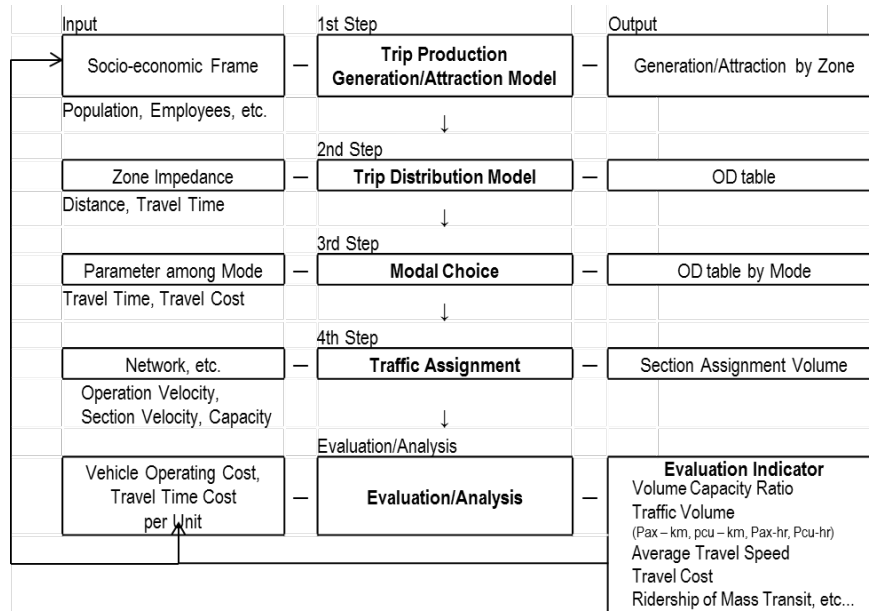 Input
1st Step
Output
Socio-economic Frame
Trip Production
Generation/Attraction Model
Generation/Attraction by Zone
Population, Employees, etc.
2nd Step
Zone Impedance
Trip Distribution Model
OD table
Distance, Travel Time
3rd Step
Parameter among Mode
Modal Choice
OD table by Mode
Travel Time, Travel Cost
4th Step
Network, etc.
Traffic Assignment
Section Assignment Volume
Operation Velocity,
Section Velocity, Capacity
Evaluation/Analysis
Vehicle Operating Cost,
Travel Time Cost
per Unit
Evaluation/Analysis
Evaluation Indicator
Volume Capacity Ratio
Traffic Volume
(Pax – km, pcu – km, Pax-hr, Pcu-hr)
Average Travel Speed
Travel Cost
Ridership of Mass Transit, etc...